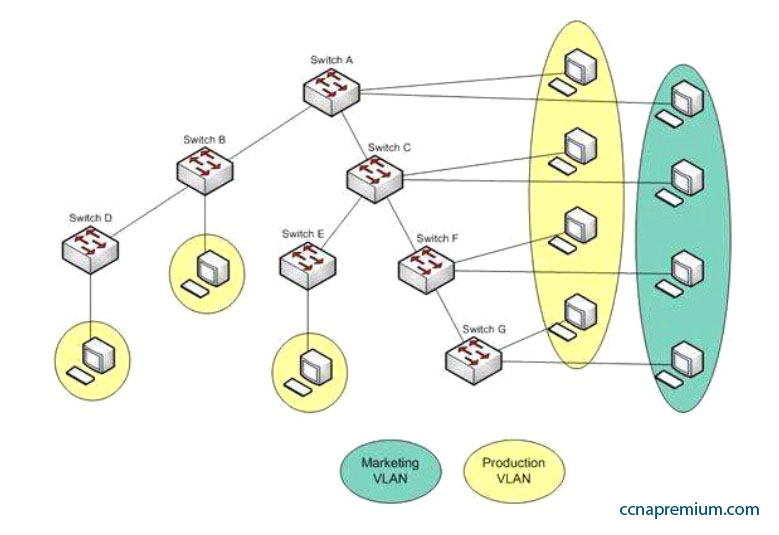 Switch A
Switch B
Switch C
Switch D
Switch E
Switch F
Switch G
Marketing
VLAN
Production
VLAN
ccnapremium.com